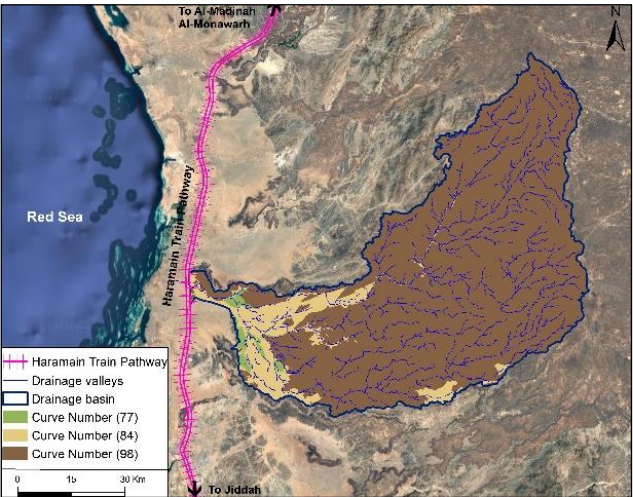 To Al-Madinah
Al-Monawarh
N
Red Sea
Haramain Train Pathway
Haramain Train Pathway
Drainage valleys
Drainage basin
Curve Number (77)
Curve Number (84)
Curve Number (98)
0 15 30 Km
To Jiddah